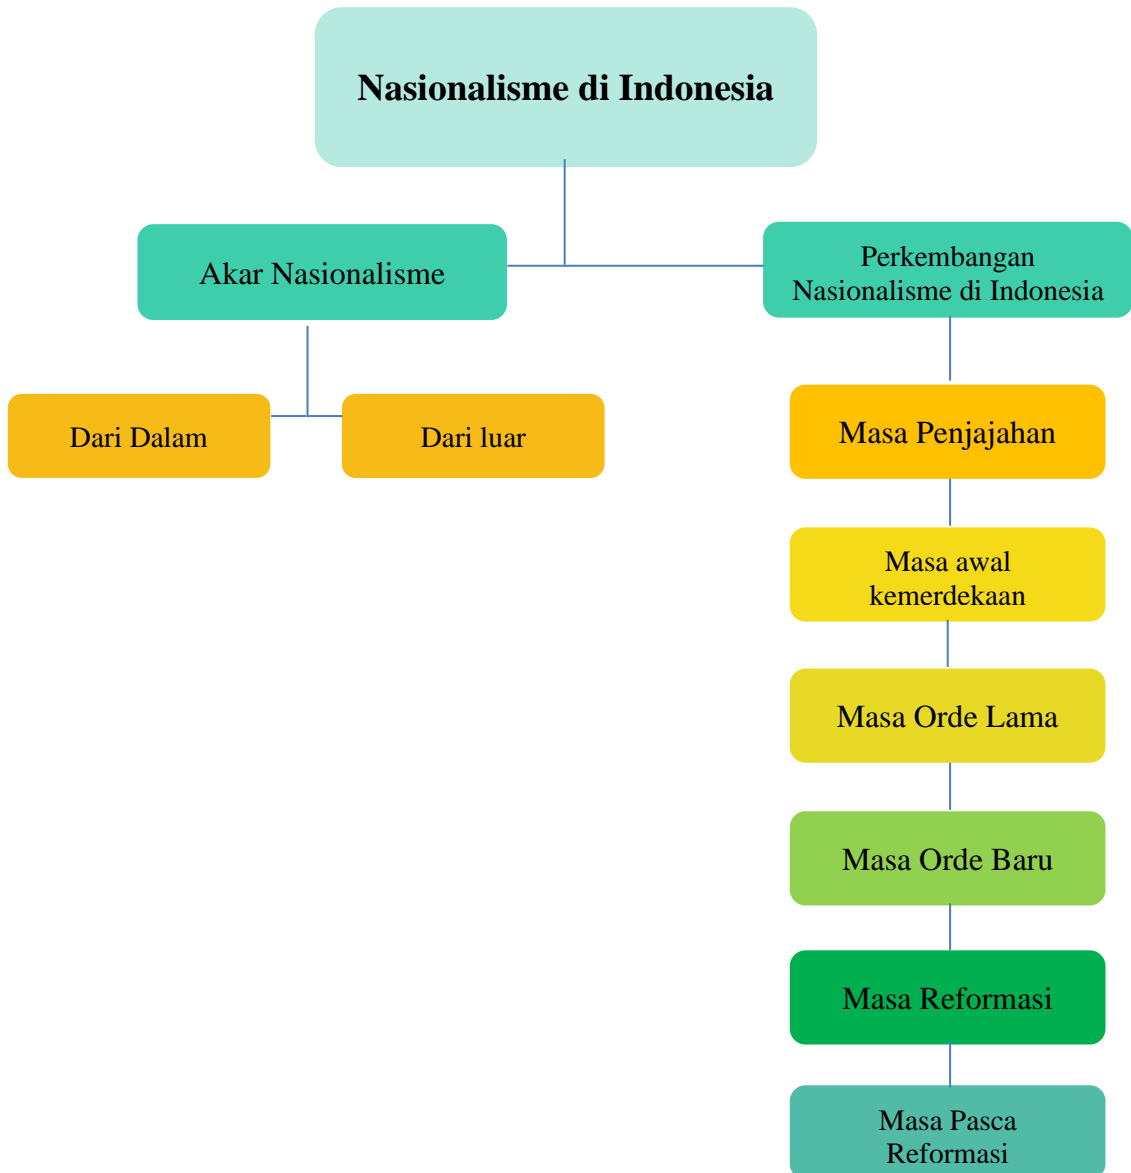 Nasionalisme di Indonesia
Akar Nasionalisme
Perkembangan
Nasionalisme di Indonesia
Dari Dalam
Dari luar
Masa Penjajahan
Masa awal
kemerdekaan
Masa Orde Lama
Masa Orde Baru
Masa Reformasi
Masa Pasca
Reformasi